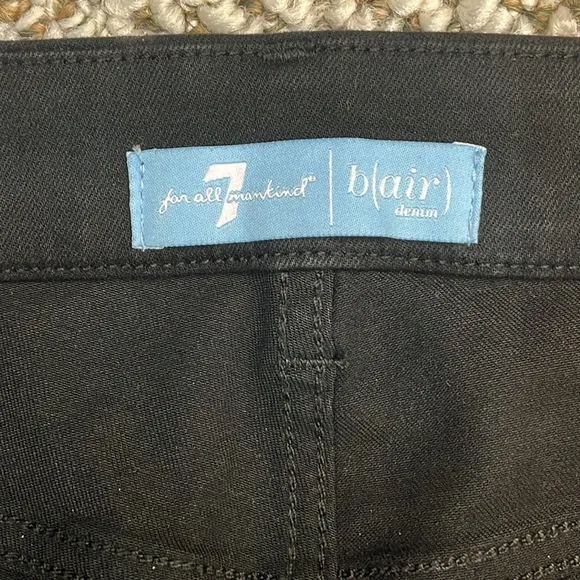 7
for all mankind
b(air)
denim